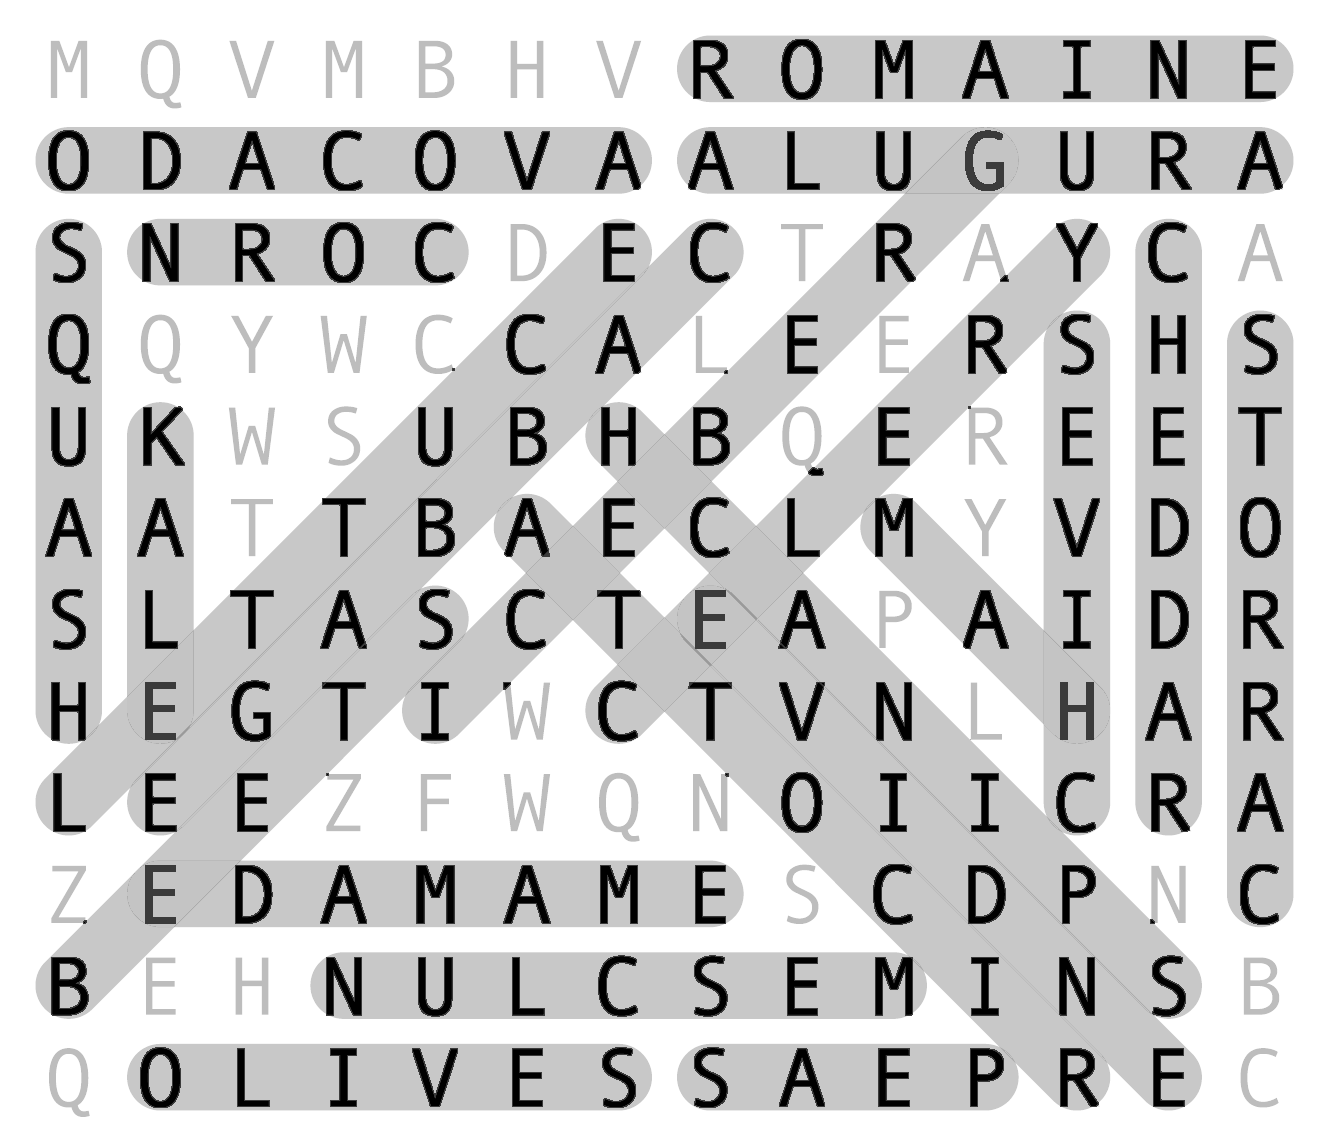 M Q V M B H V R O M A I N E
O D A C O V A A L U G U R A
S N R O C D E C T R A Y C A
Q Q Y W C C A L E E R S H S
U K W S U B H B Q E R E E T
A A T T B A E C L M Y V D O
S L T A S C T E A P A I D R
H E G T I W C T V N L H A R
L E E Z F W Q N O I I C R A
Z E D A M A M E S C D P N C
B E H N U L C S E M I N S B
Q O L I V E S S A E P R E C